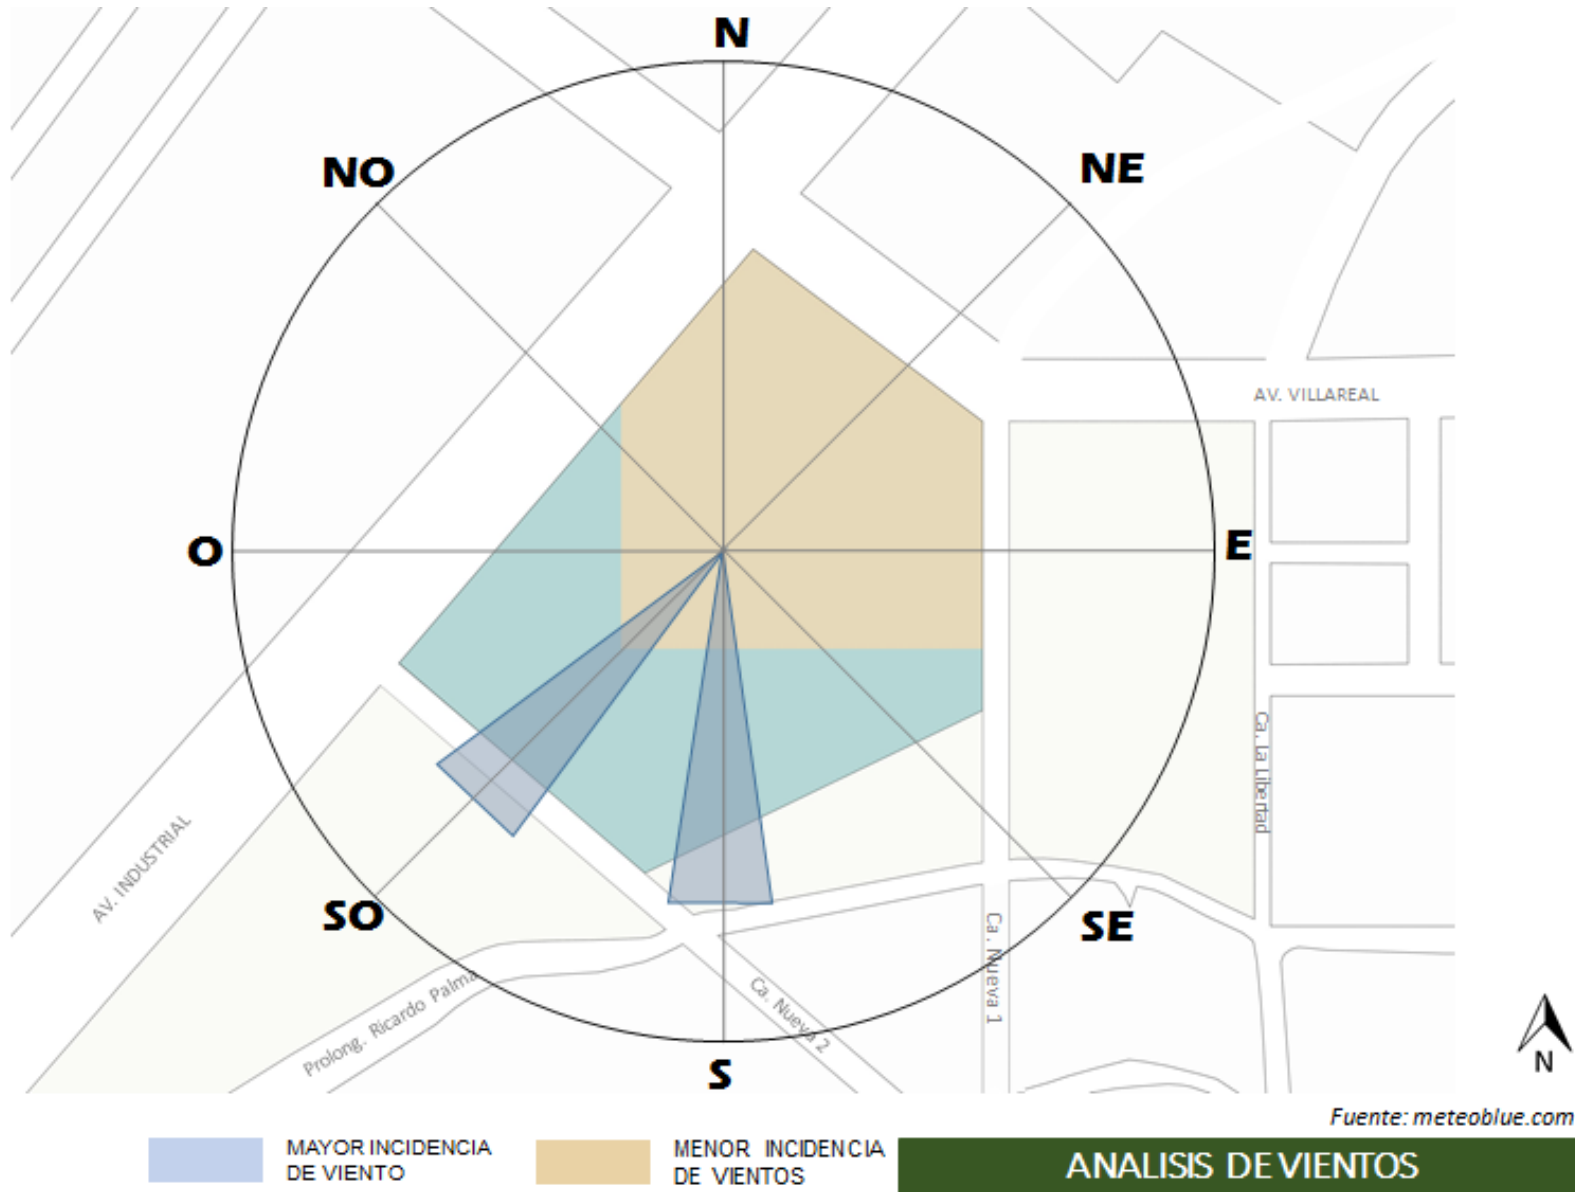 N
NO
NE
AV. VILLAREAL
O
E
Ca. La Libertad
AV. INDUSTRIAL
SO
SE
Ca. Nueva 1
Prolong. Ricardo Palma
Ca. Nueva 2
S
N
Fuente: meteoblue.com
MAYOR INCIDENCIA
DE VIENTO
MENOR INCIDENCIA
DE VIENTOS
ANALISIS DE VIENTOS